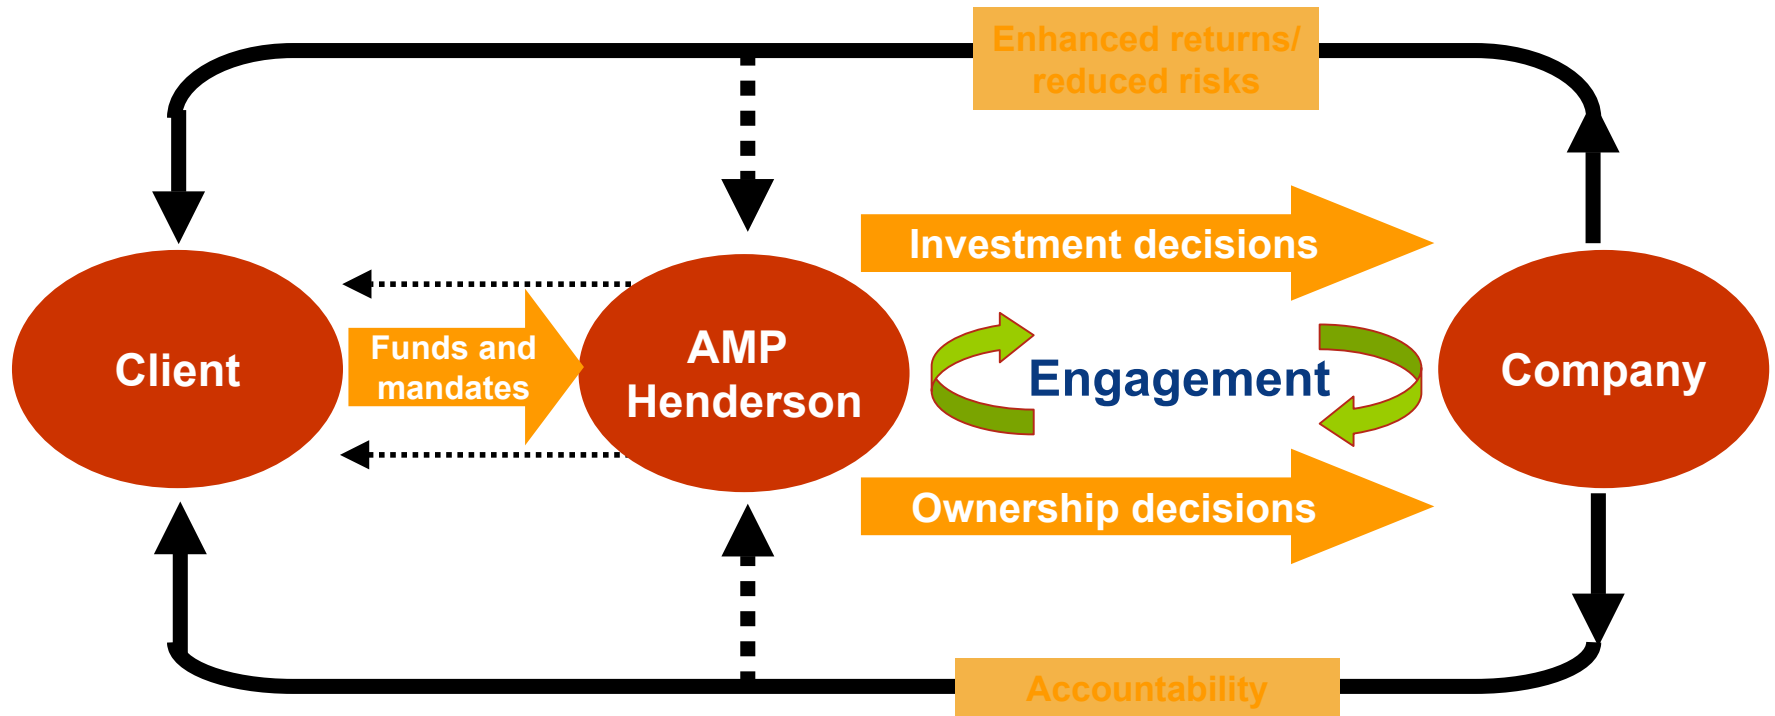 Enhanced returns/
reduced risks
Investment decisions
Client
Funds and
mandates
AMP
Henderson
Engagement
Company
Ownership decisions
Accountability